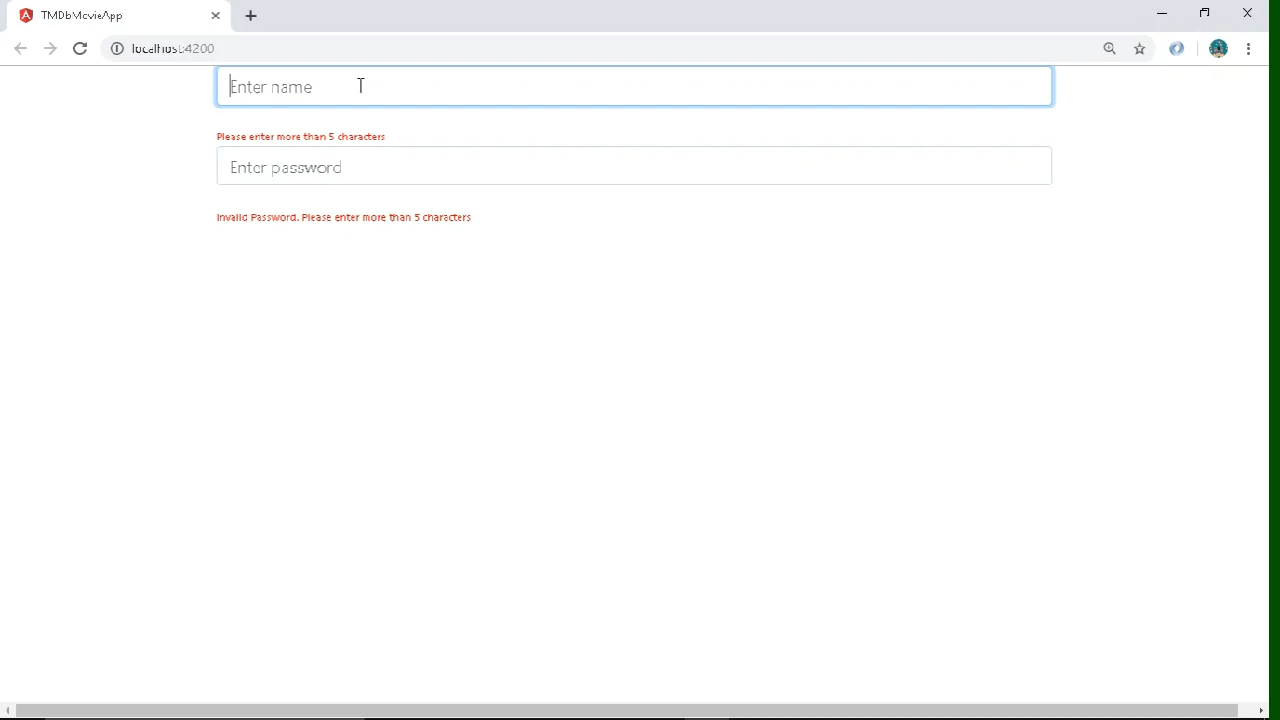 TMDbMovieApp
localhost:4200
Enter name
Please enter more than 5 characters
Enter password
Invalid Password. Please enter more than 5 characters